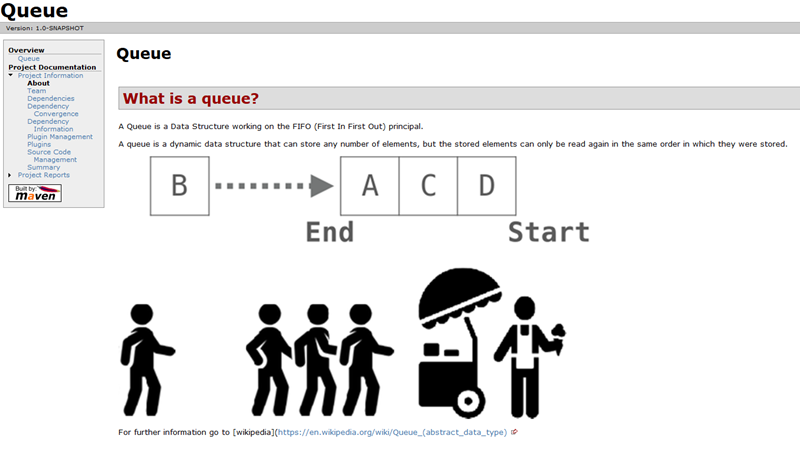 Queue
Version: 1.0-SNAPSHOT
Overview
Queue
Project Documentation
Project Information
About
Team
Dependencies
Dependency
Convergence
Dependency
Information
Plugin Management
Plugins
Source Code
Management
Summary
Project Reports
Built by:
maven
Queue
What is a queue?
A Queue is a Data Structure working on the FIFO (First In First Out) principal.
A queue is a dynamic data structure that can store any number of elements, but the stored elements can only be read again in the same order in which they were stored.
B A C D
End Start
For further information go to [wikipedia](https://en.wikipedia.org/wiki/Queue_(abstract_data_type)